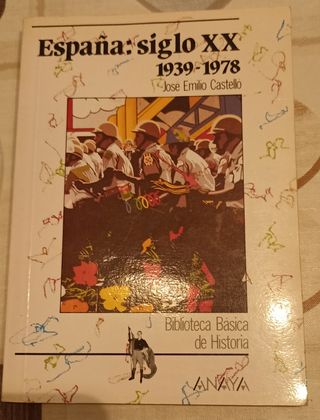 España: siglo XX
1939-1978
José Emilio Castelló
Biblioteca Básica
de Historia
ANAYA